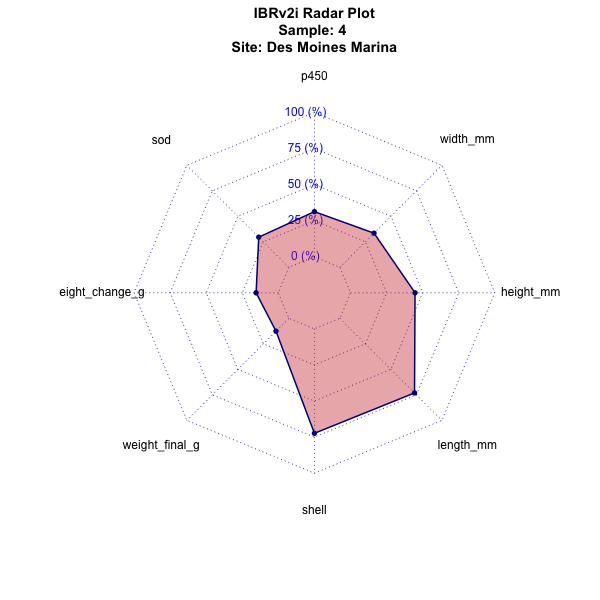 IBRv2i Radar Plot
Sample: 4
Site: Des Moines Marina
p450
100 (%)
sod
width_mm
75 (%)
50 (%)
25 (%)
0 (%)
eight_change_g
height_mm
weight_final_g
length_mm
shell